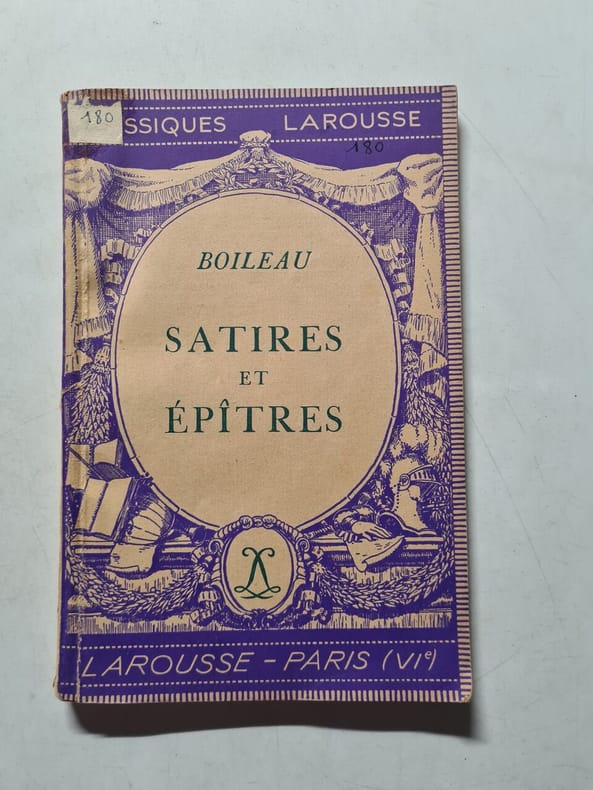 180
SSIQUES LAROUSSE
180
BOILEAU
SATIRES
ET
ÉPÎTRES
LAROUSSE - PARIS (VIe)